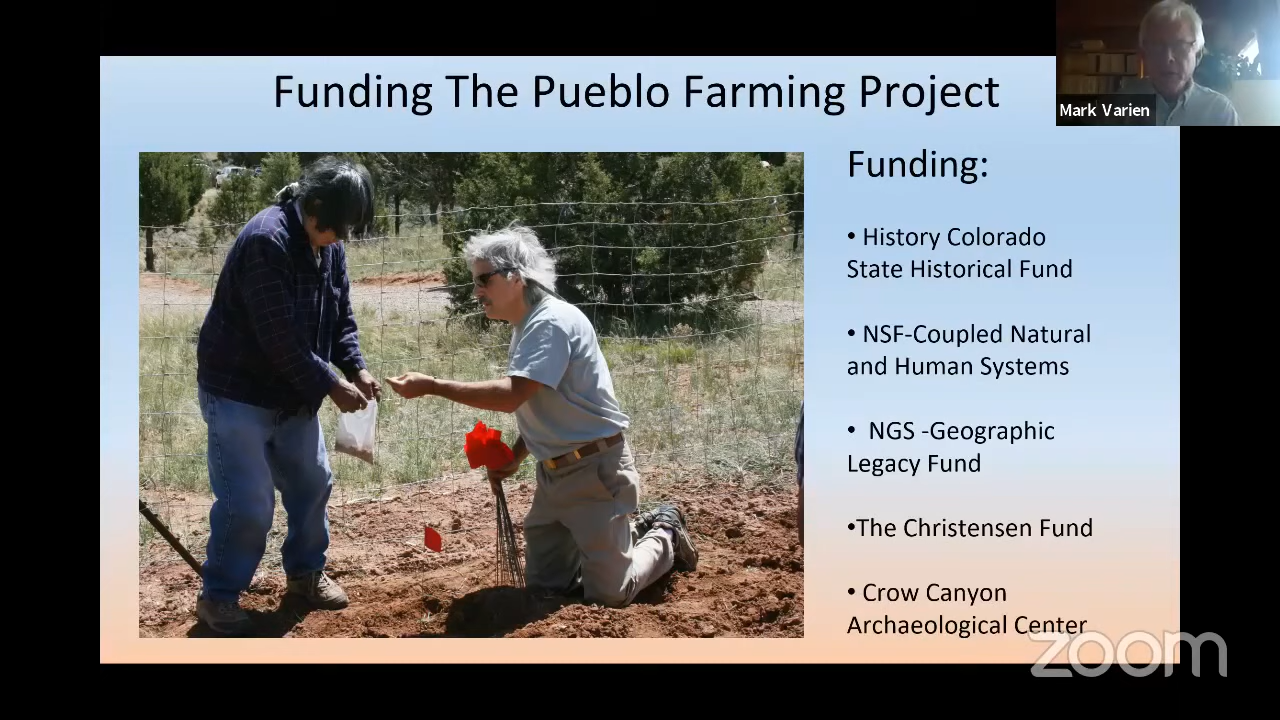 Funding The Pueblo Farming Project
Mark Varien
Funding:
• History Colorado
State Historical Fund
• NSF-Coupled Natural
and Human Systems
• NGS -Geographic
Legacy Fund
•The Christensen Fund
• Crow Canyon
Archaeological Center
zoom